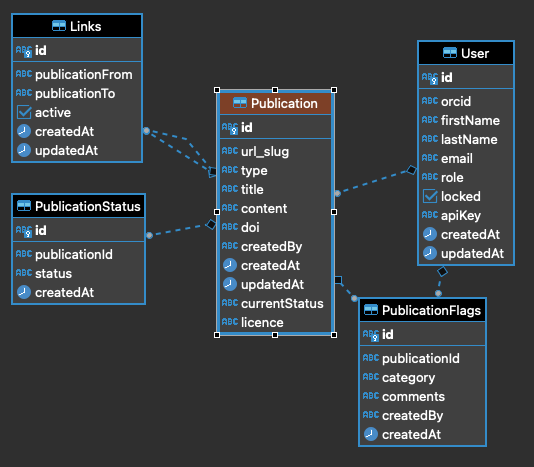 Links
id
publicationFrom
publicationTo
active
createdAt
updatedAt
PublicationStatus
id
publicationId
status
createdAt
Publication
id
url_slug
type
title
content
doi
createdBy
createdAt
updatedAt
currentStatus
licence
User
id
orcid
firstName
lastName
email
role
locked
apiKey
createdAt
updatedAt
PublicationFlags
id
publicationId
category
comments
createdBy
createdAt